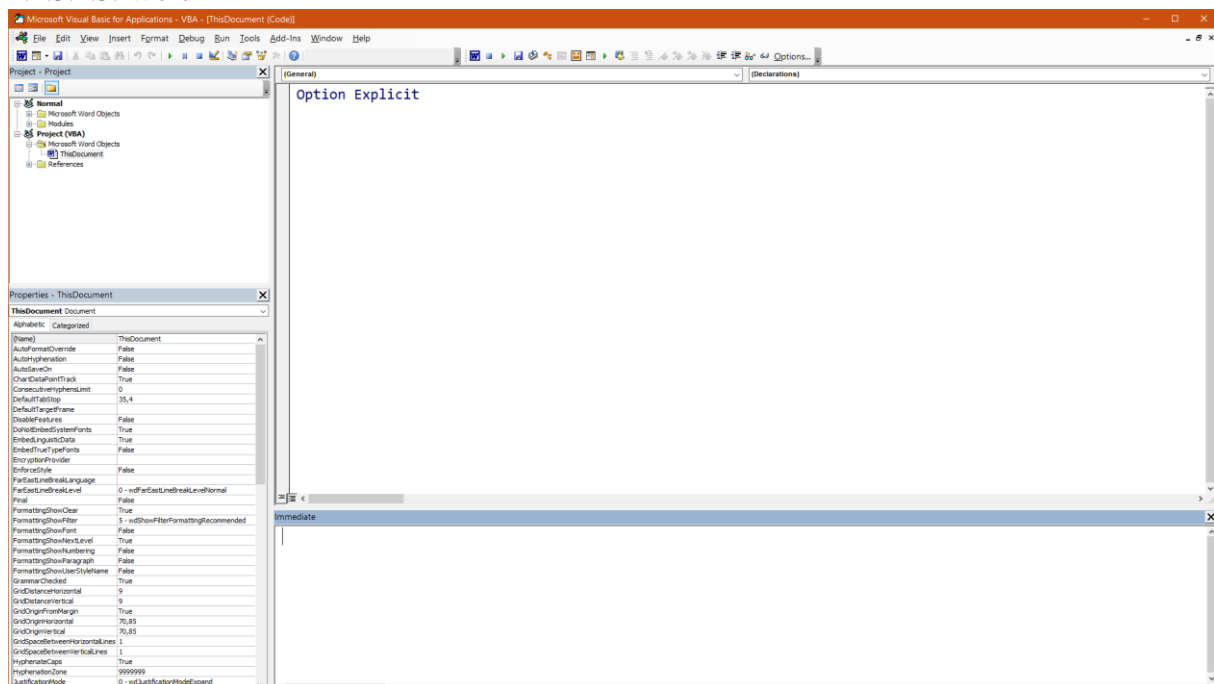 Microsoft Visual Basic for Applications - VBA - [ThisDocument (Code)]
File Edit View Insert Format Debug Run Tools Add-Ins Window Help
Options...
Project - Project
(General)
(Declarations)
Option Explicit
Normal
Microsoft Word Objects
Modules
Project (VBA)
Microsoft Word Objects
ThisDocument
References
Properties - ThisDocument
ThisDocument Document
Alphabetic Categorized
(Name) ThisDocument
AutoFormatOverride False
AutoHyphenation False
AutoSaveOn False
ChartDataPointTrack True
ConsecutiveHyphensLimit 0
DefaultTabStop 35,4
DefaultTargetFrame
DisableFeatures False
DoNotEmbedSystemFonts True
EmbedLinguisticData True
EmbedTrueTypeFonts False
EncryptionProvider
EnforceStyle False
FarEastLineBreakLanguage
FarEastLineBreakLevel 0 - wdFarEastLineBreakLevelNormal
Final False
FormattingShowClear True
FormattingShowFilter 5 - wdShowFilterFormattingRecommended
FormattingShowFont False
FormattingShowNextLevel True
FormattingShowNumbering False
FormattingShowParagraph False
FormattingShowUserStyleName False
GrammarChecked True
GridDistanceHorizontal 9
GridDistanceVertical 9
GridOriginFromMargin True
GridOriginHorizontal 70,85
GridOriginVertical 70,85
GridSpaceBetweenHorizontalLines 1
GridSpaceBetweenVerticalLines 1
HyphenateCaps True
HyphenationZone 9999999
JustificationMode 0 - wdJustificationModeExpand
Immediate